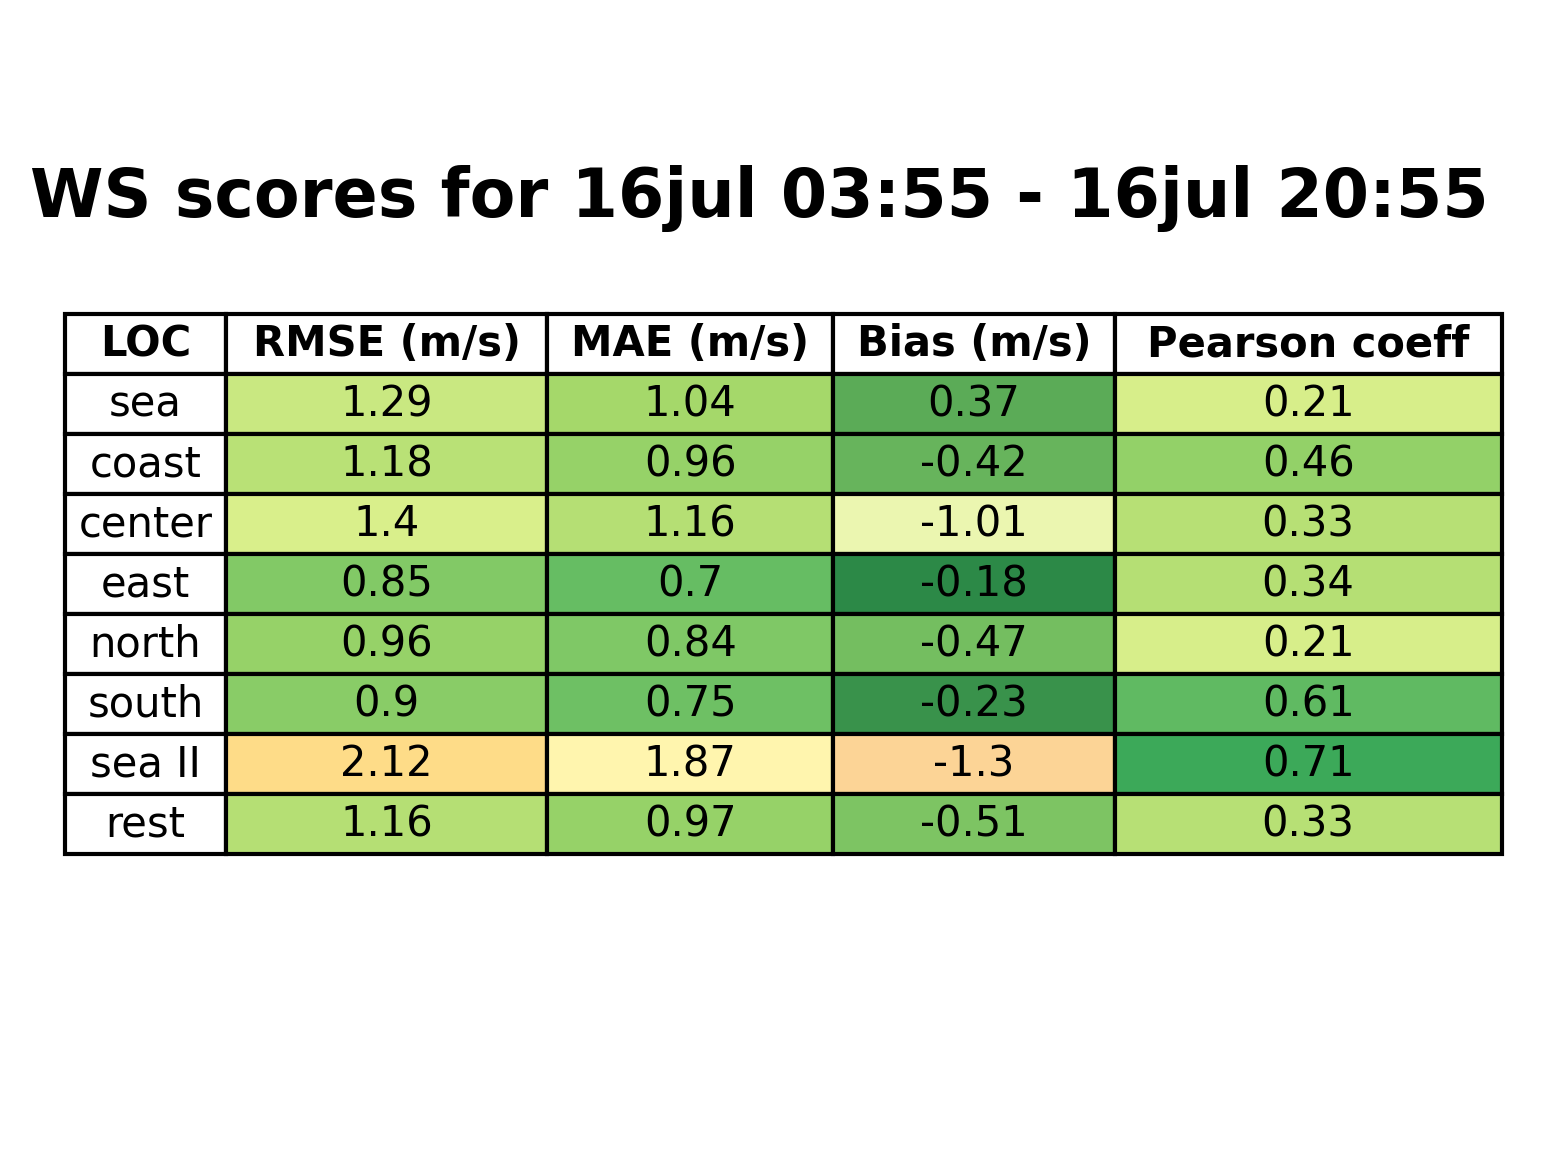 WS scores for 16jul 03:55 - 16jul 20:55
LOC RMSE (m/s) MAE (m/s) Bias (m/s) Pearson coeff
sea 1.29 1.04 0.37 0.21
coast 1.18 0.96 -0.42 0.46
center 1.4 1.16 -1.01 0.33
east 0.85 0.7 -0.18 0.34
north 0.96 0.84 -0.47 0.21
south 0.9 0.75 -0.23 0.61
sea II 2.12 1.87 -1.3 0.71
rest 1.16 0.97 -0.51 0.33